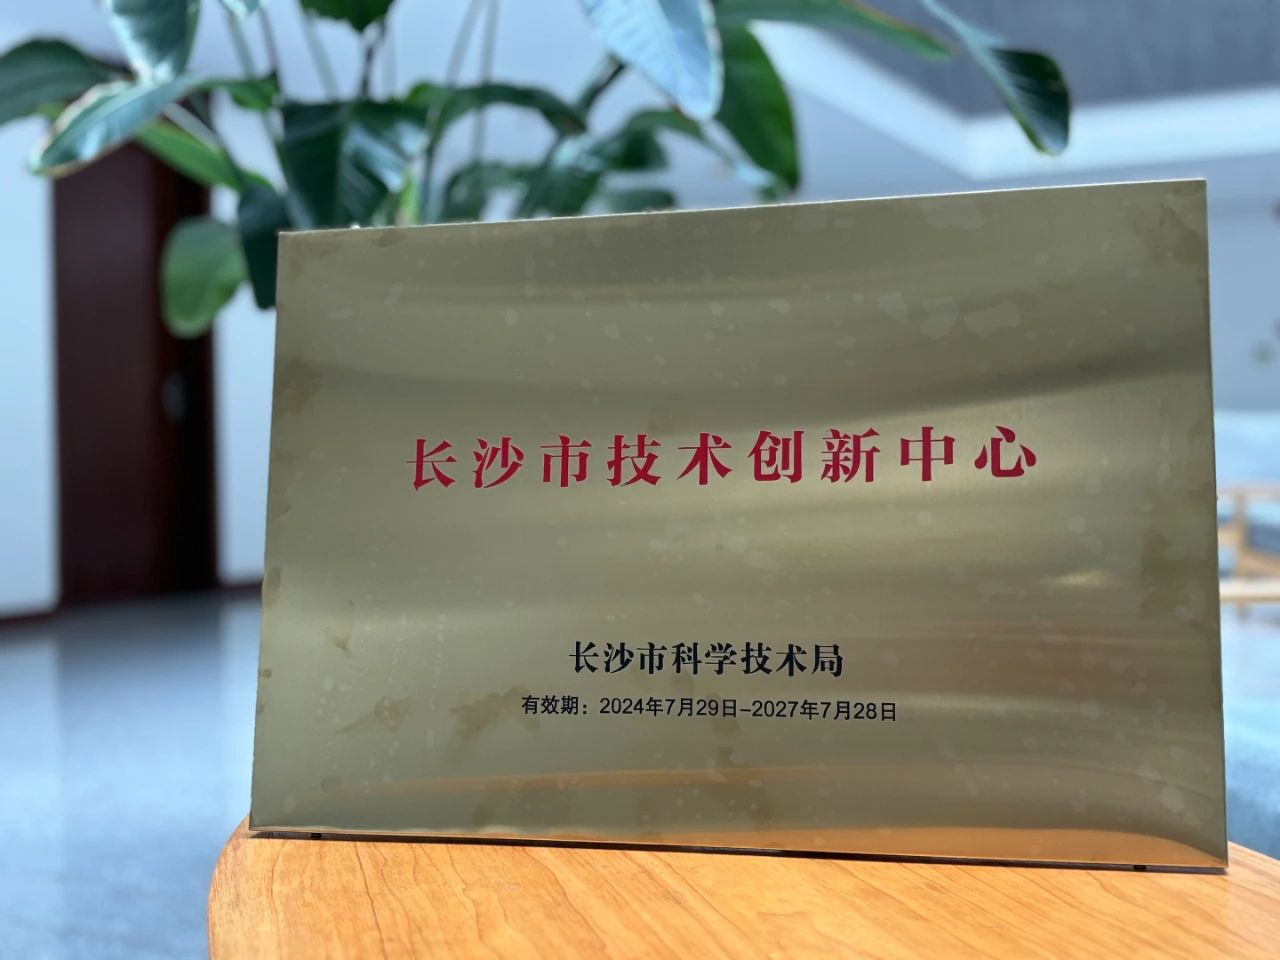 长沙市技术创新中心
长沙市科学技术局
有效期：2024年7月29日-2027年7月28日